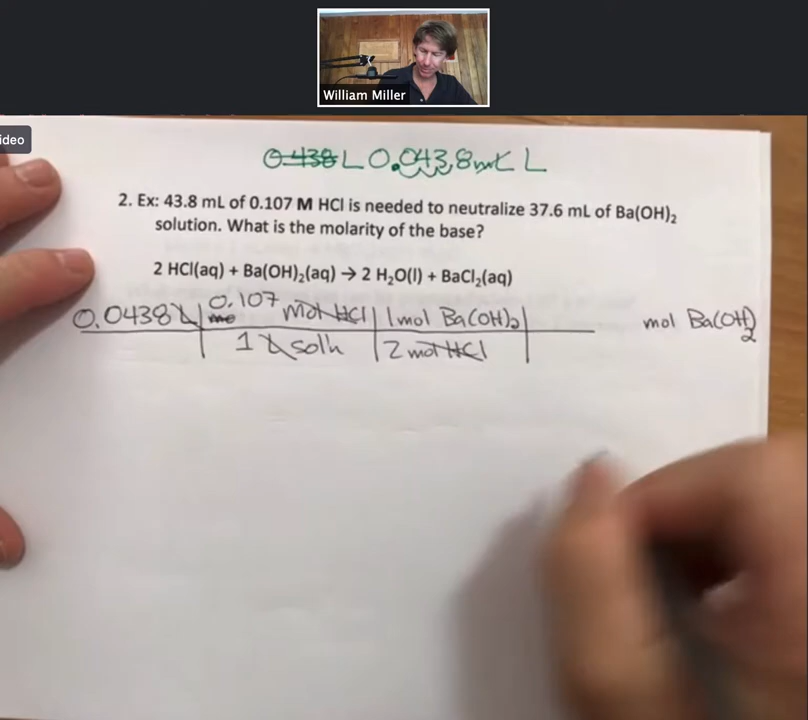 William Miller
ideo
0.438 L 0.0438 mL L
2. Ex: 43.8 mL of 0.107 M HCl is needed to neutralize 37.6 mL of Ba(OH)₂
solution. What is the molarity of the base?
2 HCl(aq) + Ba(OH)₂(aq) → 2 H₂O(l) + BaCl₂(aq)
0.0438 L | 0.107 mol HCl | 1 mol Ba(OH)₂ | mol Ba(OH)₂
1 L sol'n | 2 mol HCl |